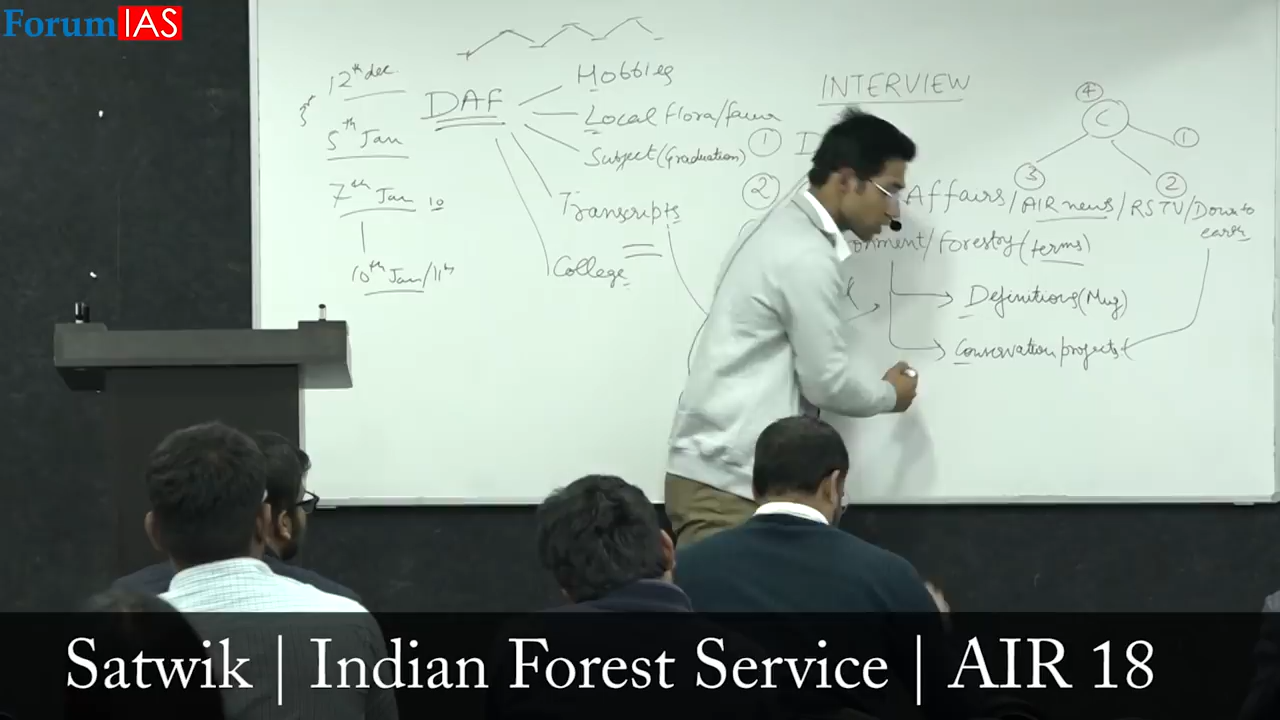 ForumIAS
12th dec.
5th Jan
7th Jan 10
10th Jan/11th
DAF
Hobbies
Local flora/fauna
Subject (Graduation)
Transcripts
College
INTERVIEW
①
②
Affairs/AIR news/RSTV/Down to
earth
onment/forestry (terms)
Definitions (Mug)
Conservation projects
④
C
①
③
②
Satwik | Indian Forest Service | AIR 18